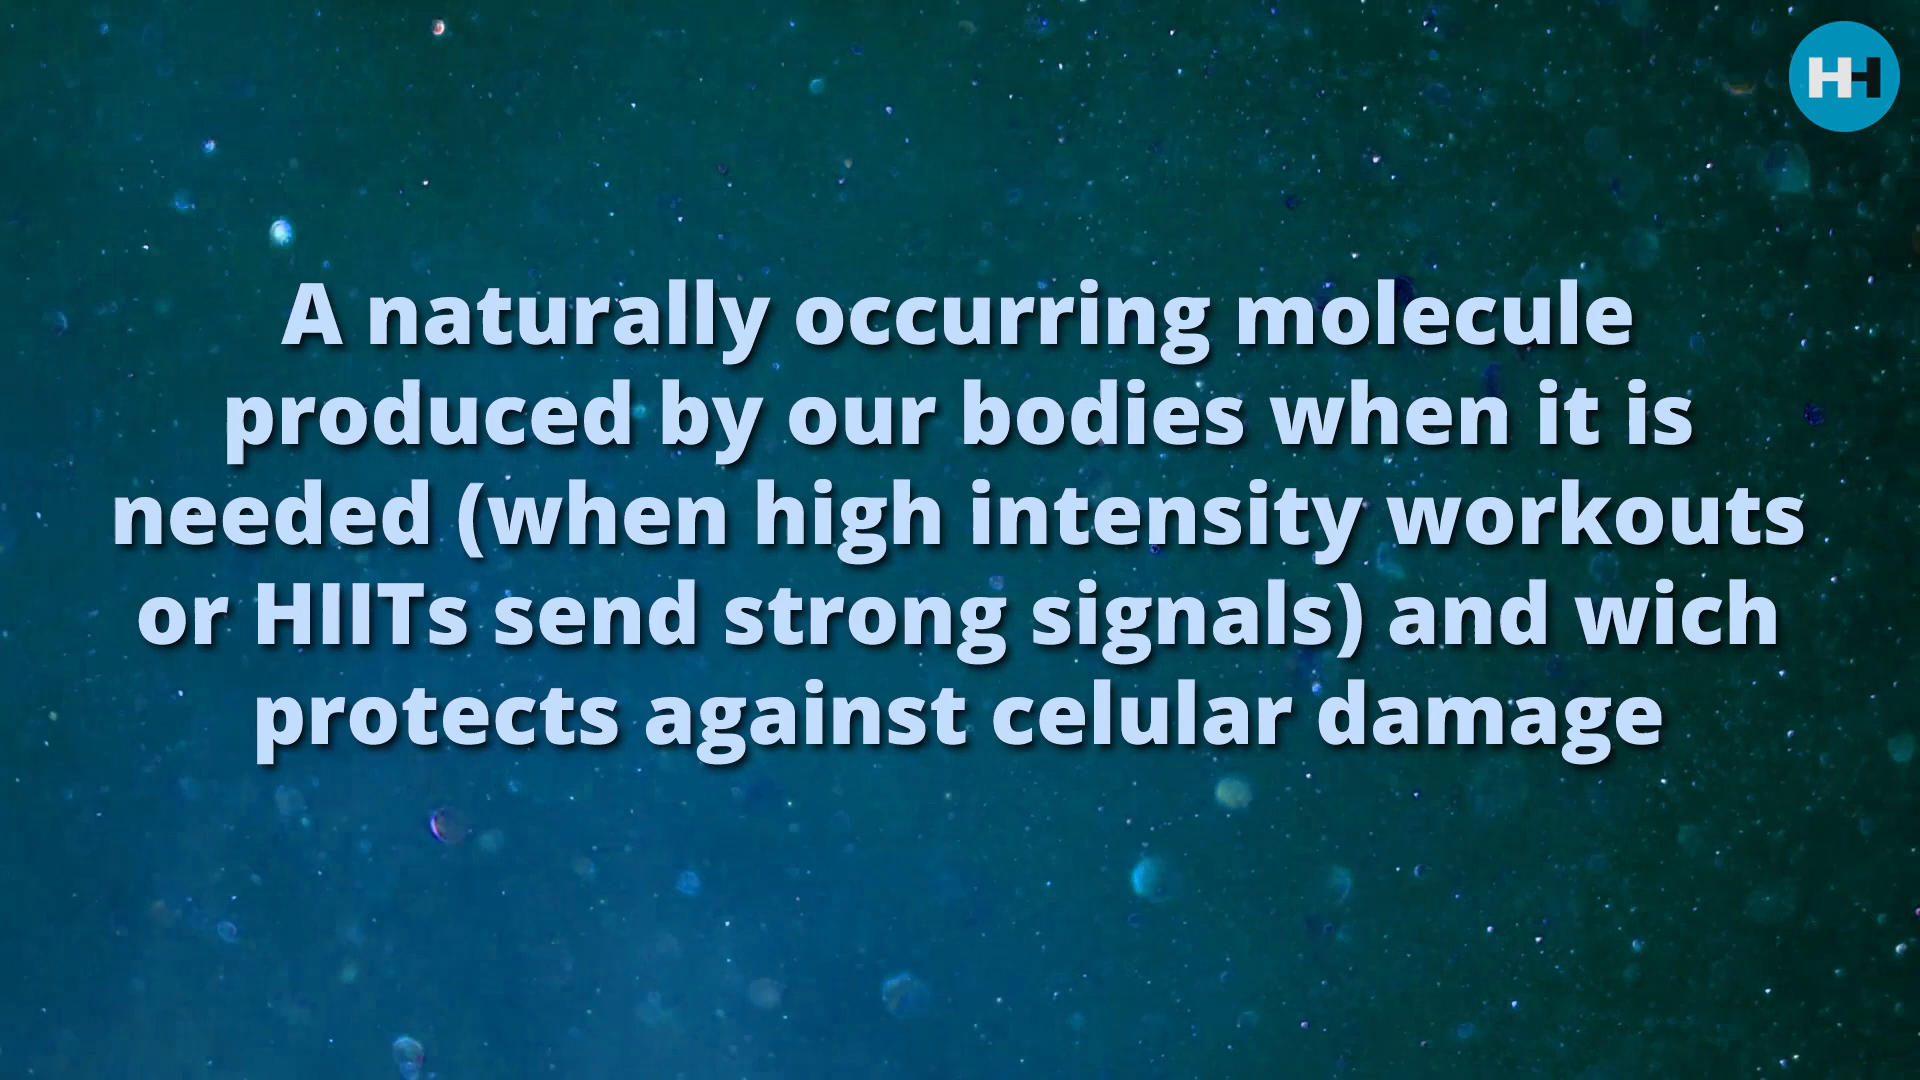 HH
A naturally occurring molecule
produced by our bodies when it is
needed (when high intensity workouts
or HIITs send strong signals) and wich
protects against celular damage